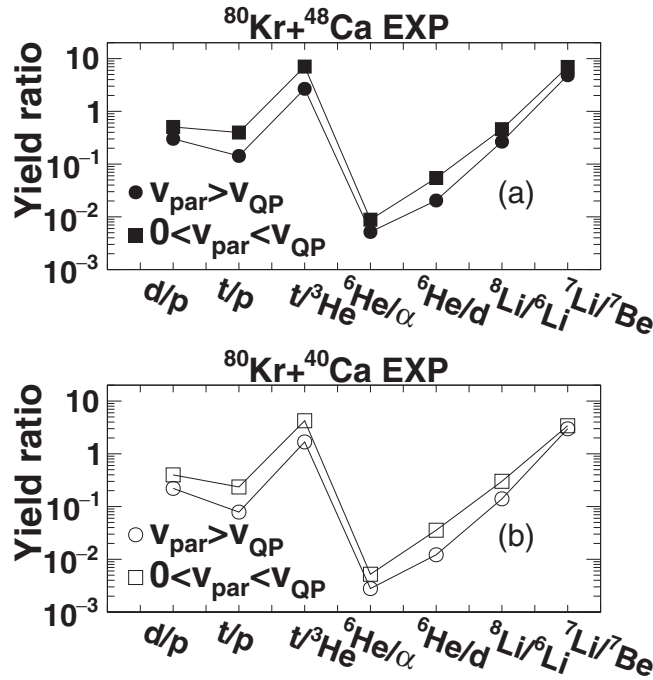 ⁸⁰Kr+⁴⁸Ca EXP
Yield ratio
10
1
10⁻¹
10⁻²
10⁻³
v_par>v_QP
0<v_par<v_QP
(a)
d/p t/p t/³He ⁶He/α ⁶He/d ⁸Li/⁶Li ⁷Li/⁷Be
⁸⁰Kr+⁴⁰Ca EXP
Yield ratio
10
1
10⁻¹
10⁻²
10⁻³
v_par>v_QP
0<v_par<v_QP
(b)
d/p t/p t/³He ⁶He/α ⁶He/d ⁸Li/⁶Li ⁷Li/⁷Be